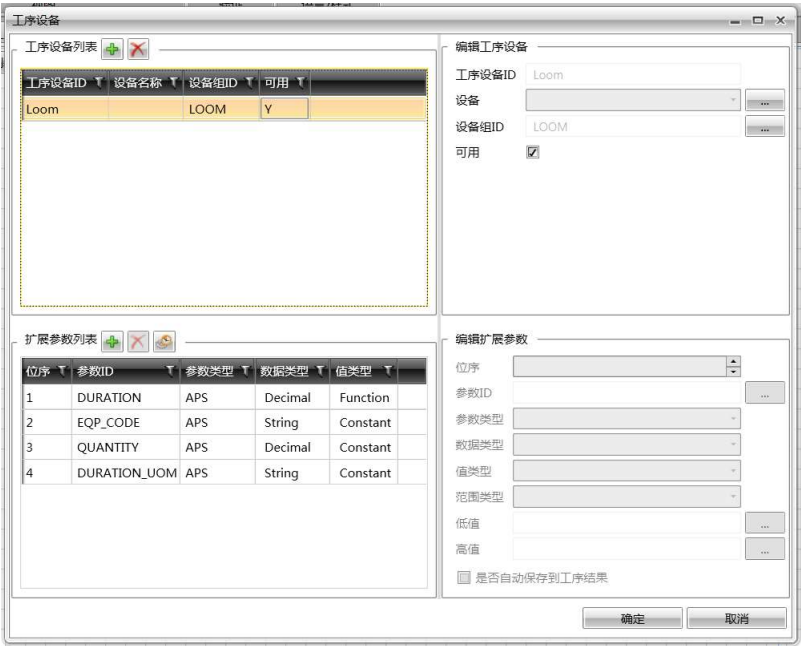 工序设备
工序设备列表
工序设备ID 设备名称 设备组ID 可用
Loom LOOM Y
编辑工序设备
工序设备ID Loom
设备 ...
设备组ID LOOM ...
可用
扩展参数列表
位序 参数ID 参数类型 数据类型 值类型
1 DURATION APS Decimal Function
2 EQP_CODE APS String Constant
3 QUANTITY APS Decimal Constant
4 DURATION_UOM APS String Constant
编辑扩展参数
位序
参数ID ...
参数类型
数据类型
值类型
范围类型
低值 ...
高值 ...
是否自动保存到工序结果
确定 取消